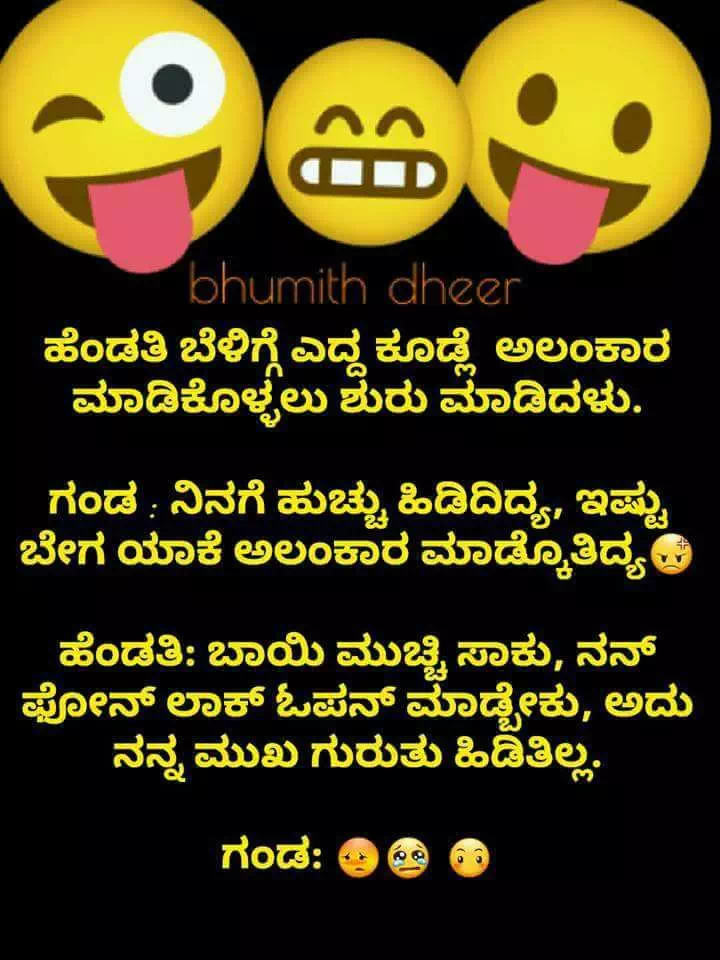 bhumith dheer
ಹೆಂಡತಿ ಬೆಳಿಗ್ಗೆ ಎದ್ದ ಕೂಡ್ಲೆ ಅಲಂಕಾರ
ಮಾಡಿಕೊಳ್ಳಲು ಶುರು ಮಾಡಿದಳು.
ಗಂಡ : ನಿನಗೆ ಹುಚ್ಚು ಹಿಡಿದಿದ್ಯ, ಇಷ್ಟು
ಬೇಗ ಯಾಕೆ ಅಲಂಕಾರ ಮಾಡ್ಕೊತಿದ್ಯ😡
ಹೆಂಡತಿ: ಬಾಯಿ ಮುಚ್ಚಿ ಸಾಕು, ನನ್
ಫೋನ್ ಲಾಕ್ ಓಪನ್ ಮಾಡ್ಬೇಕು, ಅದು
ನನ್ನ ಮುಖ ಗುರುತು ಹಿಡಿತಿಲ್ಲ.
ಗಂಡ: 😳😢😶